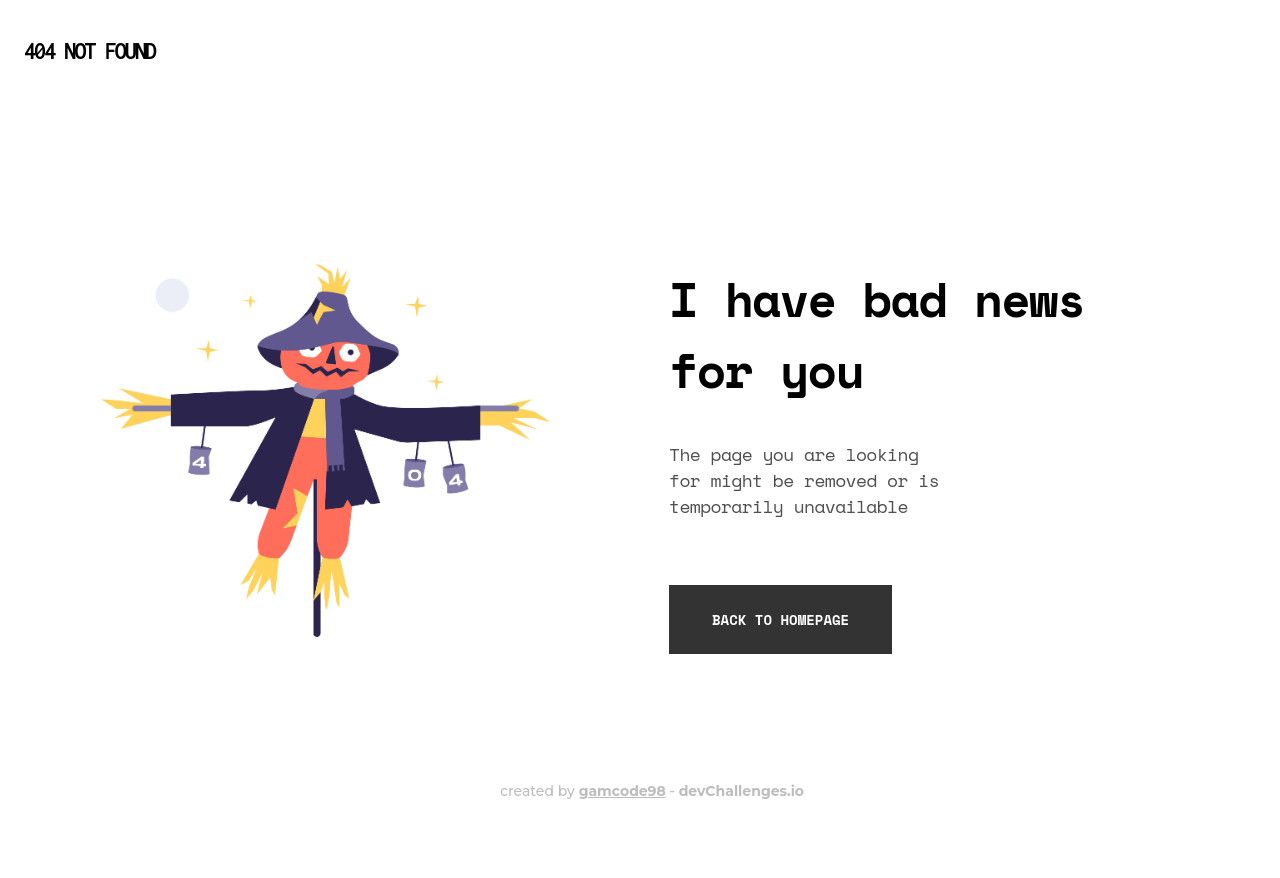 404 NOT FOUND
I have bad news
for you
4
0
4
The page you are looking
for might be removed or is
temporarily unavailable
BACK TO HOMEPAGE
created by gamcode98 - devChallenges.io